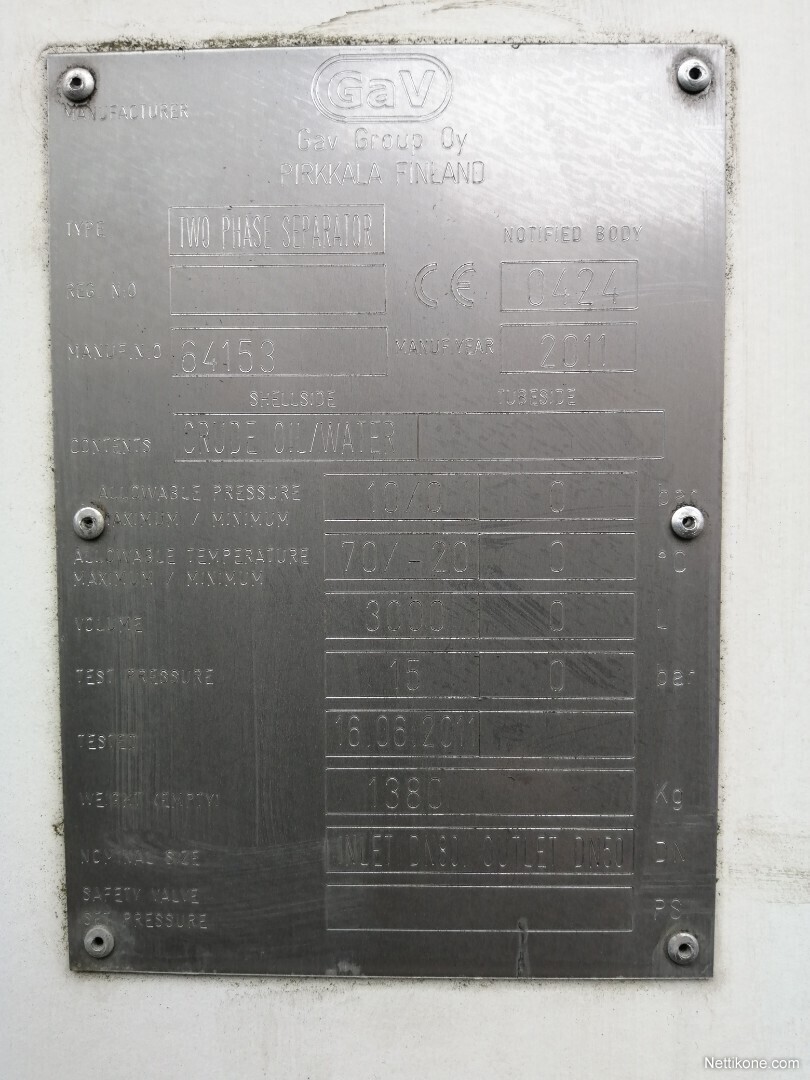 GaV
MANUFACTURER
Gav Group Oy
PIRKKALA FINLAND
TYPE TWO PHASE SEPARATOR NOTIFIED BODY
REG N.O CE 0424
MANUF.N.O 64153 MANUF.YEAR 2011
SHELLSIDE TUBESIDE
CONTENTS CRUDE OIL/WATER
ALLOWABLE PRESSURE 10/0 0 bar
MAXIMUM / MINIMUM
ALLOWABLE TEMPERATURE 70/-20 0 °C
MAXIMUM / MINIMUM
VOLUME 3000 0 L
TEST PRESSURE 15 0 bar
TESTED 16.06.2011
WEIGHT (EMPTY) 1380 Kg
NOMINAL SIZE INLET DN80, OUTLET DN50 DN
SAFETY VALVE
SET PRESSURE PS
Nettikone.com